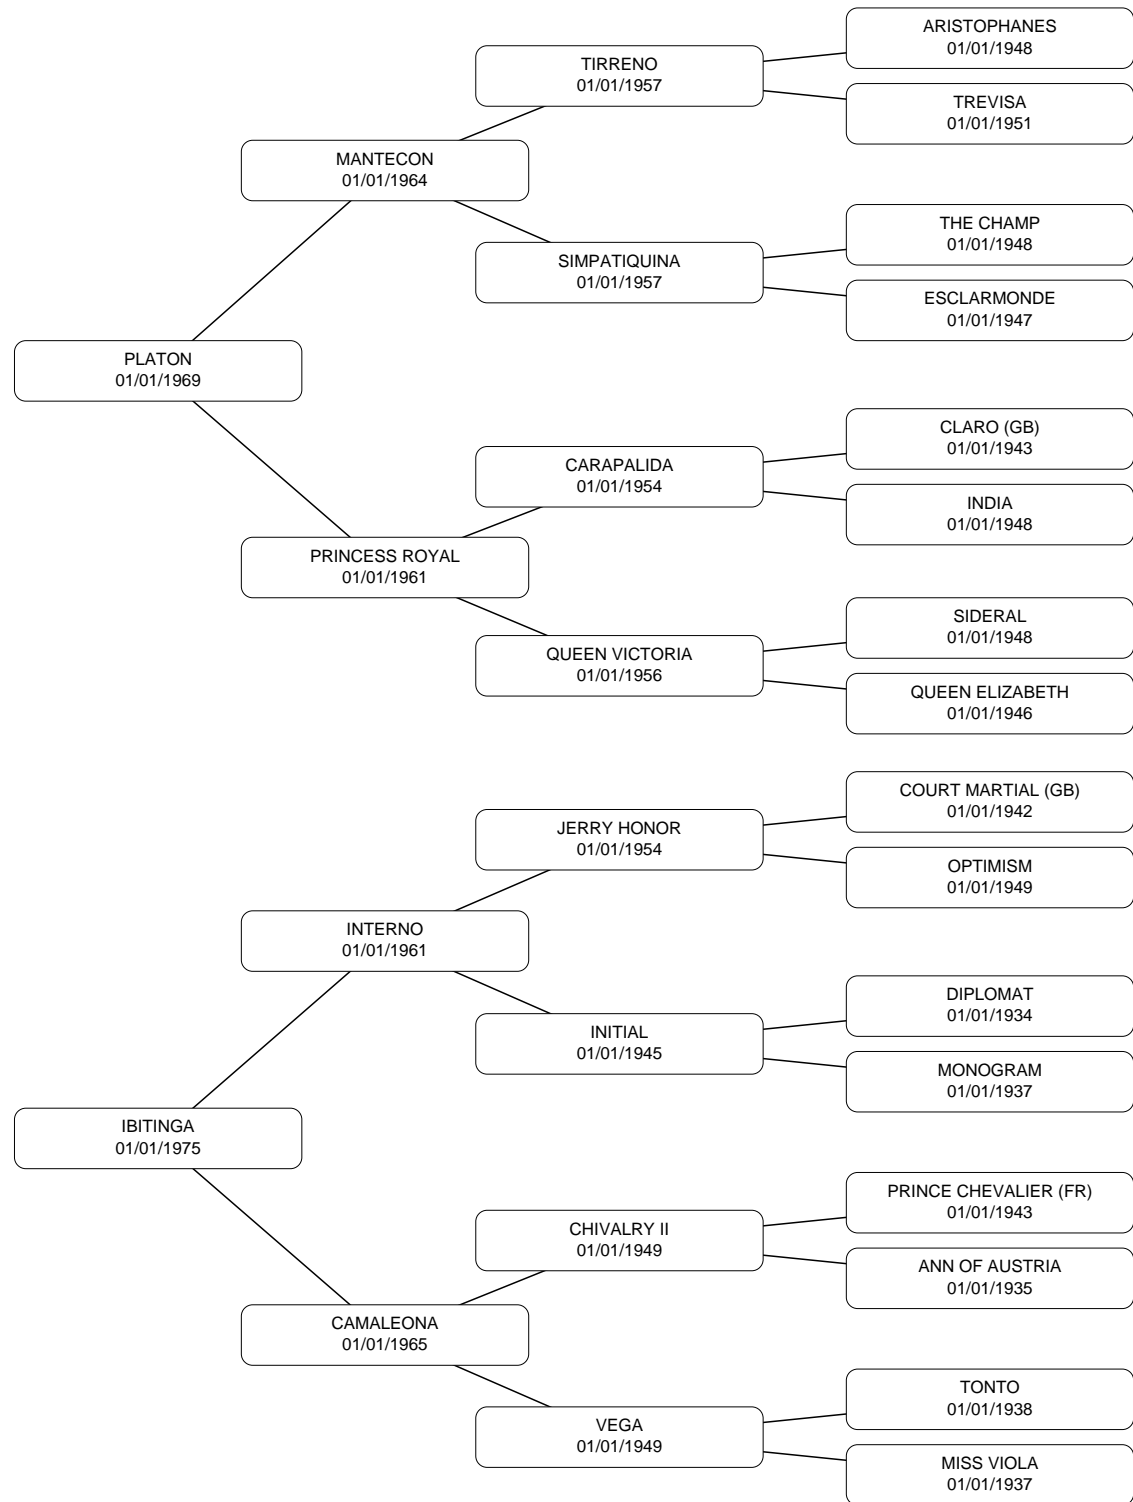 ARISTOPHANES
01/01/1948
TIRRENO
01/01/1957
TREVISA
01/01/1951
MANTECON
01/01/1964
THE CHAMP
01/01/1948
SIMPATIQUINA
01/01/1957
ESCLARMONDE
01/01/1947
PLATON
01/01/1969
CLARO (GB)
01/01/1943
CARAPALIDA
01/01/1954
INDIA
01/01/1948
PRINCESS ROYAL
01/01/1961
SIDERAL
01/01/1948
QUEEN VICTORIA
01/01/1956
QUEEN ELIZABETH
01/01/1946
COURT MARTIAL (GB)
01/01/1942
JERRY HONOR
01/01/1954
OPTIMISM
01/01/1949
INTERNO
01/01/1961
DIPLOMAT
01/01/1934
INITIAL
01/01/1945
MONOGRAM
01/01/1937
IBITINGA
01/01/1975
PRINCE CHEVALIER (FR)
01/01/1943
CHIVALRY II
01/01/1949
ANN OF AUSTRIA
01/01/1935
CAMALEONA
01/01/1965
TONTO
01/01/1938
VEGA
01/01/1949
MISS VIOLA
01/01/1937